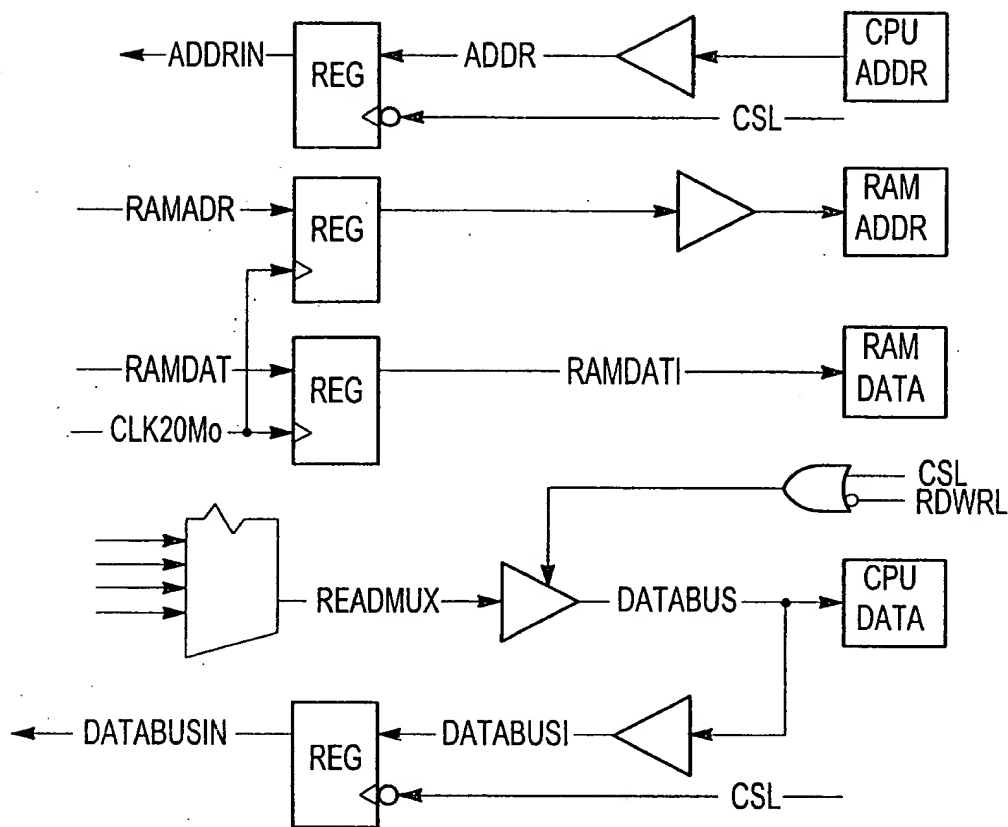 ADDRIN
REG
ADDR
CPU
ADDR
CSL
RAMADR
REG
RAM
ADDR
RAMDAT
REG
RAMDATI
RAM
DATA
CLK20Mo
CSL
RDWRL
READMUX
DATABUS
CPU
DATA
DATABUSIN
REG
DATABUSI
CSL